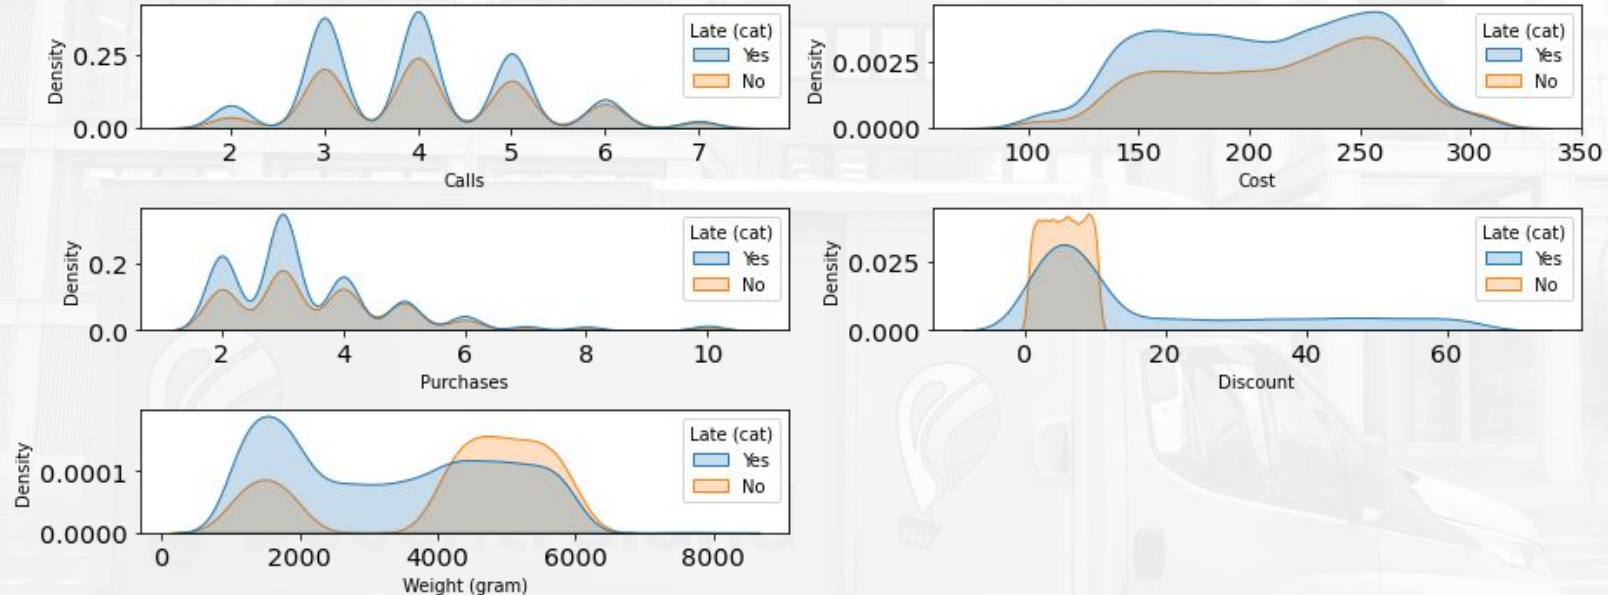 Density
0.25
0.00
2 3 4 5 6 7
Calls
Late (cat)
Yes
No
Density
0.0025
0.0000
100 150 200 250 300 350
Cost
Late (cat)
Yes
No
Density
0.2
0.0
2 4 6 8 10
Purchases
Late (cat)
Yes
No
Density
0.025
0.000
0 20 40 60
Discount
Late (cat)
Yes
No
Density
0.0001
0.0000
0 2000 4000 6000 8000
Weight (gram)
Late (cat)
Yes
No